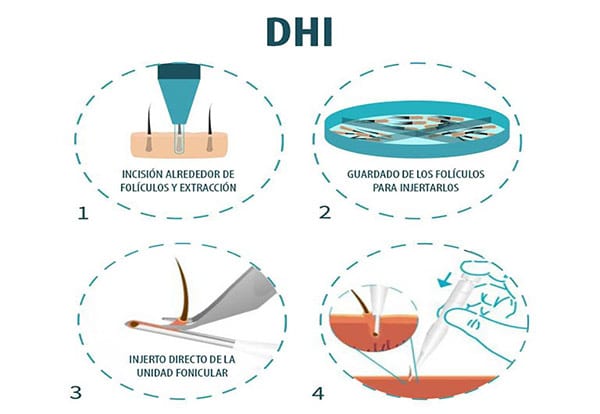 DHI
INCISIÓN ALREDEDOR DE
FOLÍCULOS Y EXTRACCIÓN
1
GUARDADO DE LOS FOLÍCULOS
PARA INJERTARLOS
2
INJERTO DIRECTO DE LA
UNIDAD FONICULAR
3
4